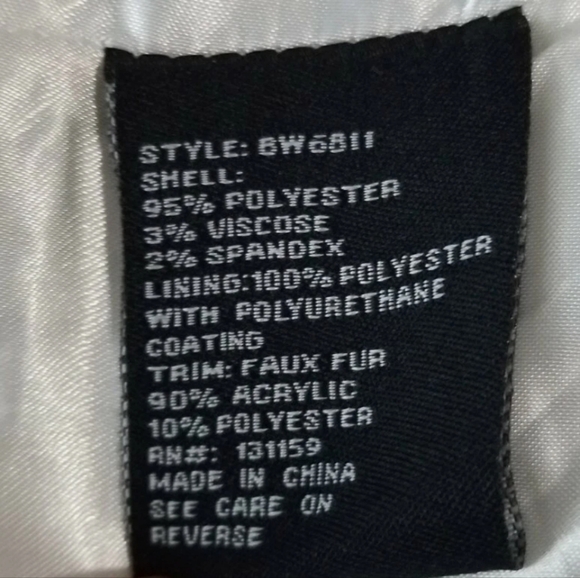 STYLE: BW6811
SHELL:
95% POLYESTER
3% VISCOSE
2% SPANDEX
LINING:100% POLYESTER
WITH POLYURETHANE
COATING
TRIM: FAUX FUR
90% ACRYLIC
10% POLYESTER
RN#: 131159
MADE IN CHINA
SEE CARE ON
REVERSE